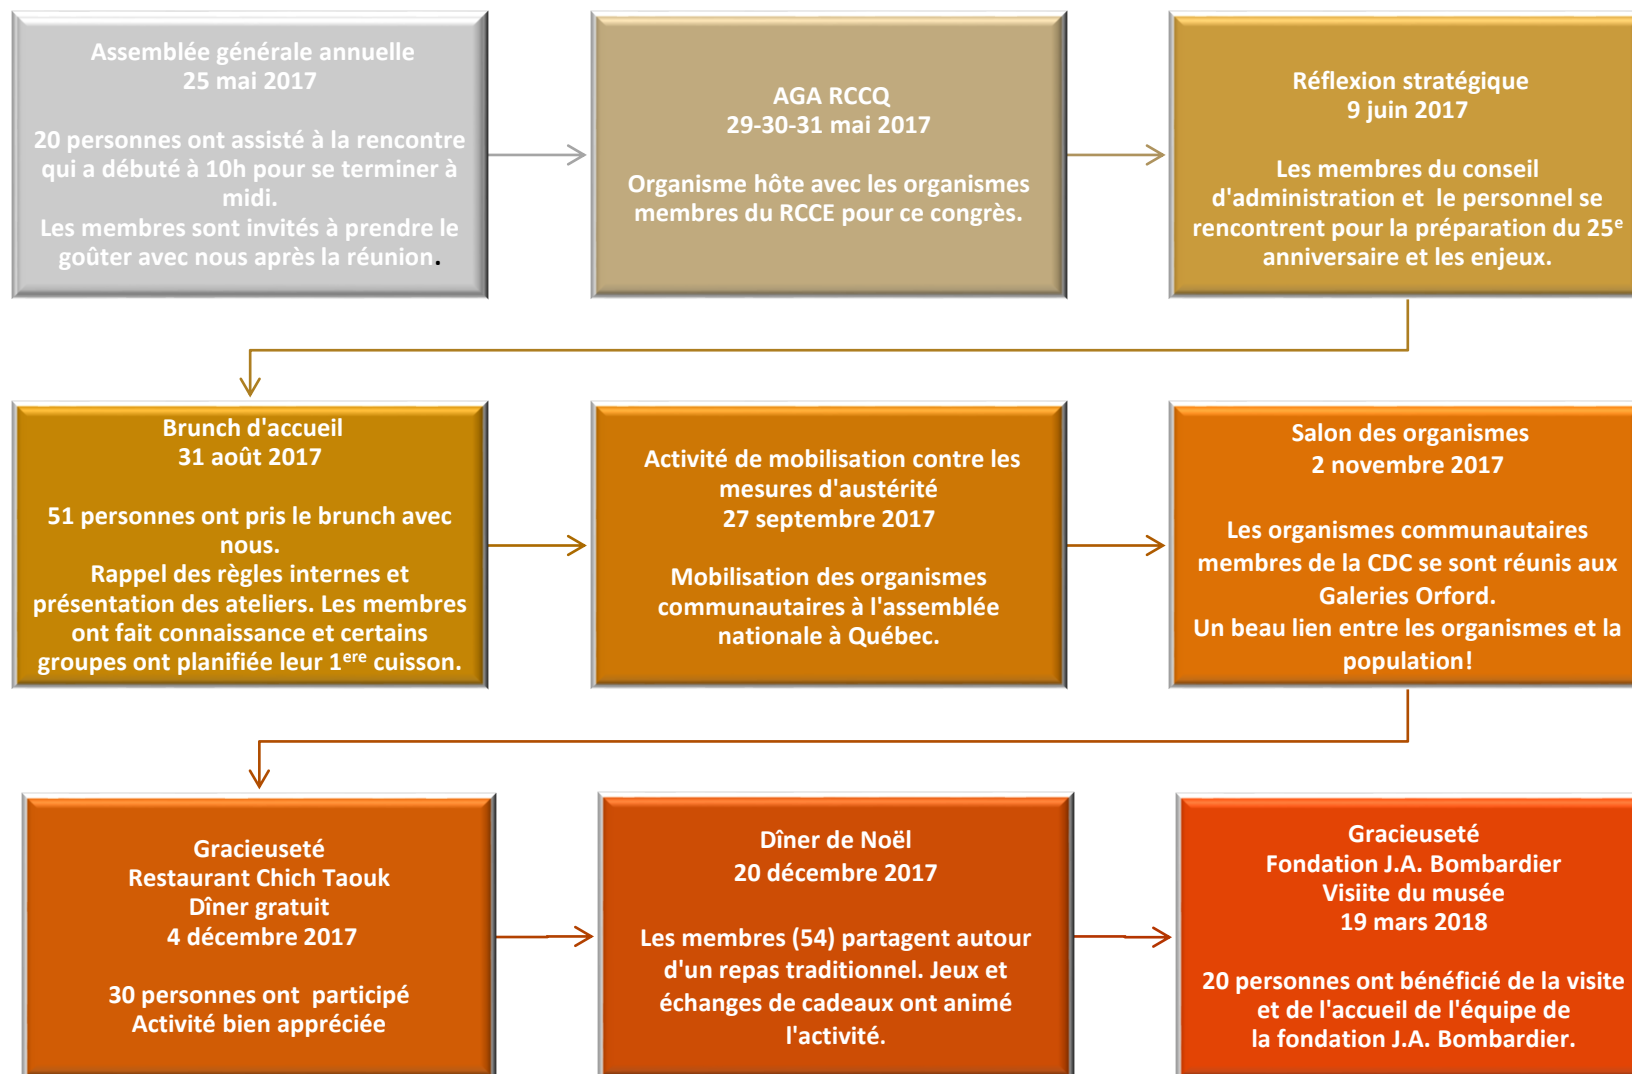 Assemblée générale annuelle
25 mai 2017
20 personnes ont assisté à la rencontre
qui a débuté à 10h pour se terminer à
midi.
Les membres sont invités à prendre le
goûter avec nous après la réunion.
AGA RCCQ
29-30-31 mai 2017
Organisme hôte avec les organismes
membres du RCCE pour ce congrès.
Réflexion stratégique
9 juin 2017
Les membres du conseil
d'administration et  le personnel se
rencontrent pour la préparation du 25e
anniversaire et les enjeux.
Brunch d'accueil
31 août 2017
51 personnes ont pris le brunch avec
nous.
Rappel des règles internes et
présentation des ateliers. Les membres
ont fait connaissance et certains
groupes ont planifiée leur 1ere cuisson.
Activité de mobilisation contre les
mesures d'austérité
27 septembre 2017
Mobilisation des organismes
communautaires à l'assemblée
nationale à Québec.
Salon des organismes
2 novembre 2017
Les organismes communautaires
membres de la CDC se sont réunis aux
Galeries Orford.
Un beau lien entre les organismes et la
population!
Gracieuseté
Restaurant Chich Taouk
Dîner gratuit
4 décembre 2017
30 personnes ont  participé
Activité bien appréciée
Dîner de Noël
20 décembre 2017
Les membres (54) partagent autour
d'un repas traditionnel. Jeux et
échanges de cadeaux ont animé
l'activité.
Gracieuseté
Fondation J.A. Bombardier
Visiite du musée
19 mars 2018
20 personnes ont bénéficié de la visite
et de l'accueil de l'équipe de
la fondation J.A. Bombardier.